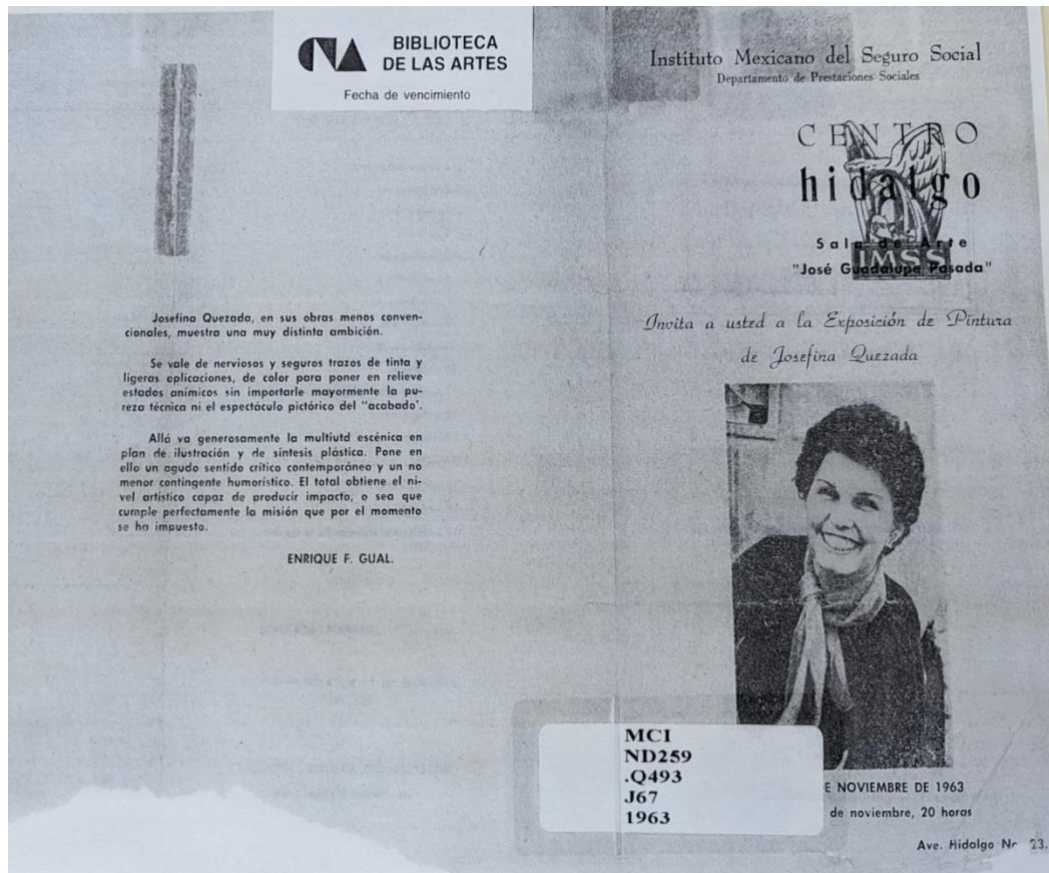 BIBLIOTECA
DE LAS ARTES
Fecha de vencimiento
Josefina Quezada, en sus obras menos conven-
cionales, muestra una muy distinta ambición.
Se vale de nerviosos y seguros trazos de tinta y
ligeras aplicaciones, de color para poner en relieve
estados anímicos sin importarle mayormente la pu-
reza técnica ni el espectáculo pictórico del "acabado'.
Allá va generosamente la multiutd escénica en
plan de ilustración y de síntesis plástica. Pone en
ello un agudo sentido crítico contemporáneo y un no
menor contingente humorístico. El total obtiene el ni-
vel artístico capaz de producir impacto, o sea que
cumple perfectamente la misión que por el momento
se ha impuesto.
ENRIQUE F. GUAL.
Instituto Mexicano del Seguro Social
Departamento de Prestaciones Sociales
CENTRO
hidalgo
Sala de Arte
IMSS
"José Guadalupe Posada"
Invita a usted a la Exposición de Pintura
de Josefina Quezada
MCI
ND259
.Q493
J67
1963
E NOVIEMBRE DE 1963
de noviembre, 20 horas
Ave. Hidalgo Nr 23.